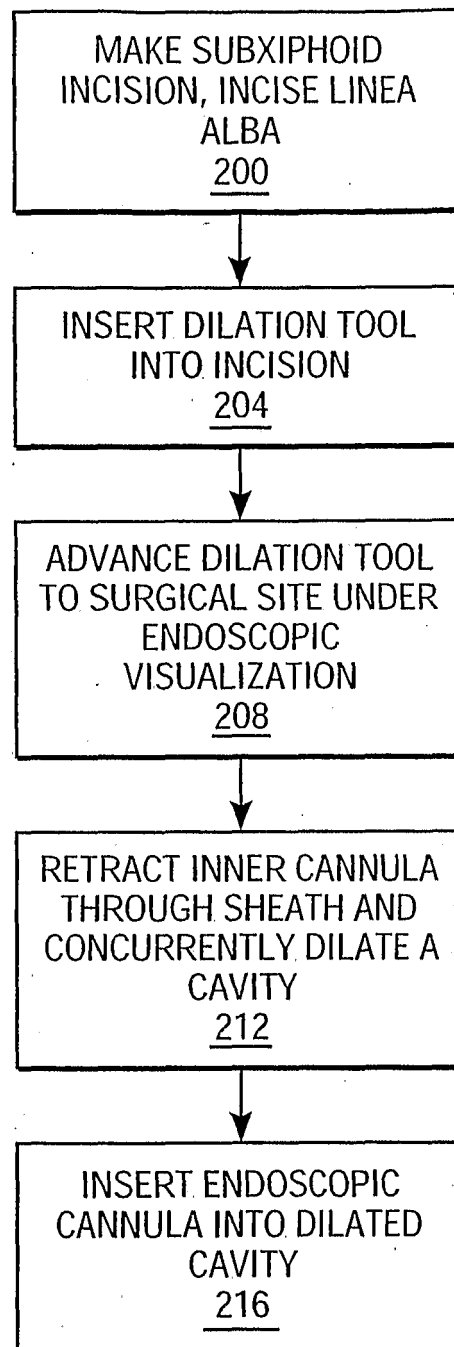 MAKE SUBXIPHOID
INCISION, INCISE LINEA
ALBA
200
INSERT DILATION TOOL
INTO INCISION
204
ADVANCE DILATION TOOL
TO SURGICAL SITE UNDER
ENDOSCOPIC
VISUALIZATION
208
RETRACT INNER CANNULA
THROUGH SHEATH AND
CONCURRENTLY DILATE A
CAVITY
212
INSERT ENDOSCOPIC
CANNULA INTO DILATED
CAVITY
216